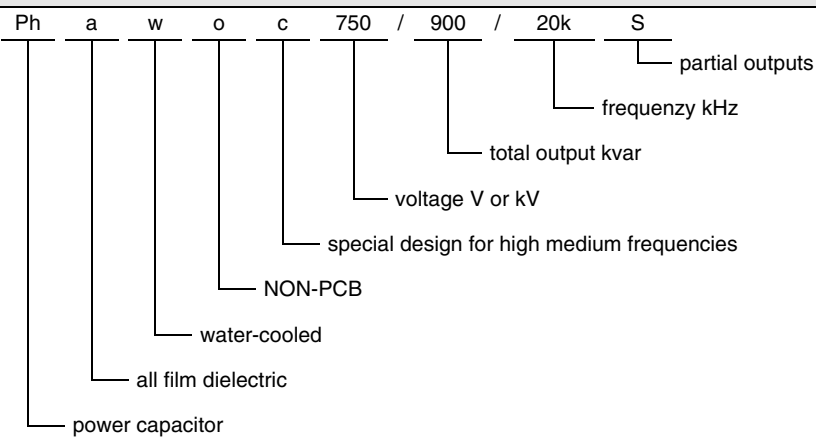 Ph a w o c 750 / 900 / 20k S
partial outputs
frequenzy kHz
total output kvar
voltage V or kV
special design for high medium frequencies
NON-PCB
water-cooled
all film dielectric
power capacitor